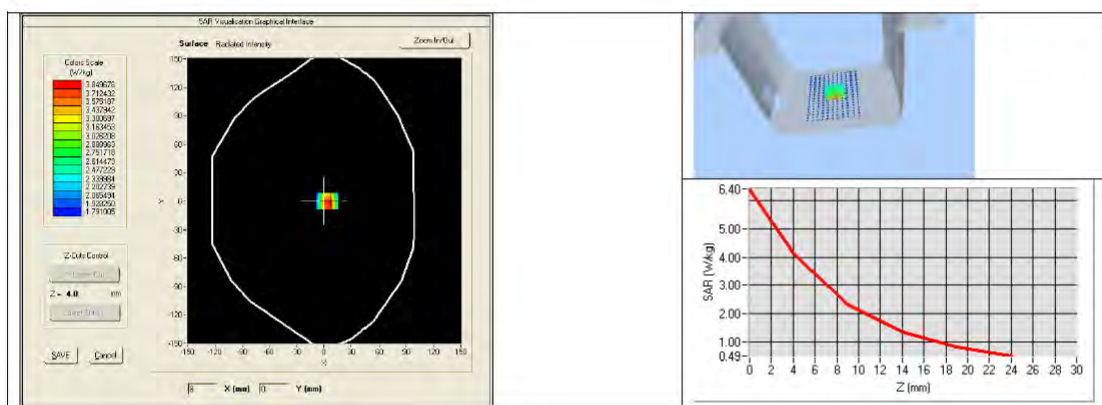 SAR Visualisation Graphical Interface
Surface Radiated Intensity
Zoom In/Out
Colors Scale
(W/kg)
3.849676
3.712432
3.575187
3.437942
3.300697
3.163453
3.026208
2.888963
2.751718
2.614473
2.477229
2.339984
2.202739
2.065494
1.928250
1.791005
Z-Cuts Control
Z = 4.0 mm
SAVE Cancel
150-
120-
90-
60-
30-
0-
-30-
-60-
-90-
-120-
-150-
Y
-150 -120 -90 -60 -30 0 30 60 90 120 150
X
X (mm) 0 Y (mm)
6.40
5.00
4.00
3.00
2.00
1.00
0.49
SAR (W/kg)
0 2 4 6 8 10 12 14 16 18 20 22 24 26 28 30
Z (mm)